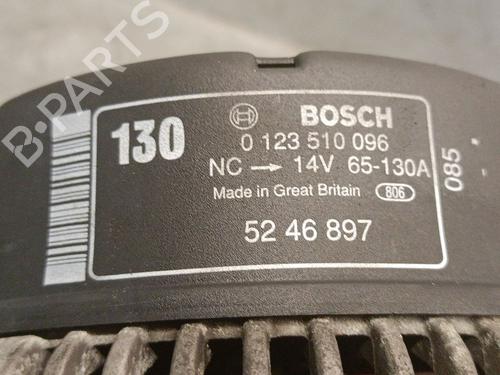 B-PARTS
130
BOSCH
0 123 510 096
NC → 14V 65-130A
Made in Great Britain 806
52 46 897
085
B-PARTS